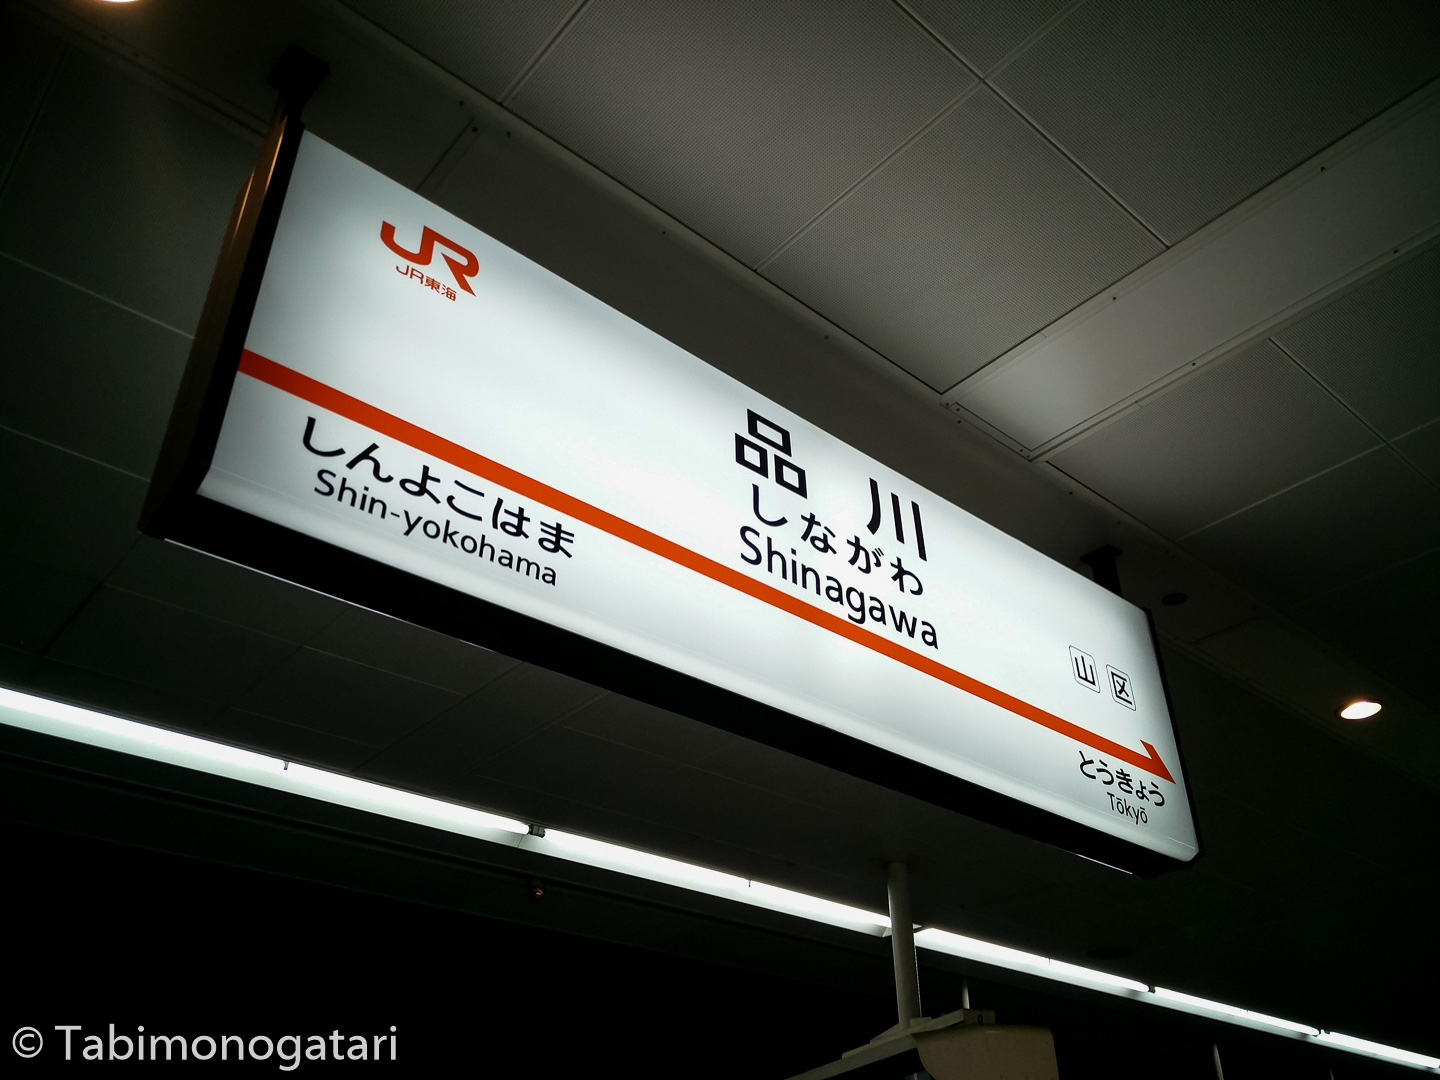 JR
JR東海
品川
しながわ
Shinagawa
山 区
しんよこはま
Shin-yokohama
とうきょう
Tōkyō
© Tabimonogatari